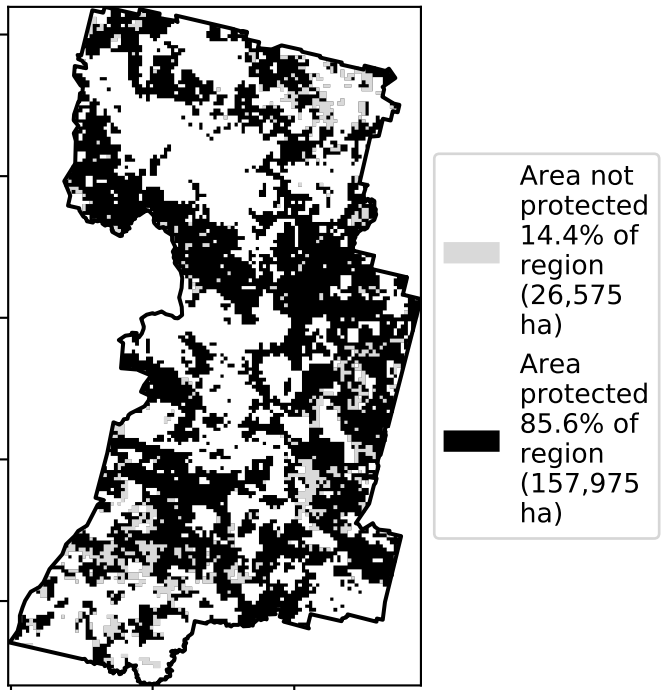 Area not
protected
14.4% of
region
(26,575
ha)
Area
protected
85.6% of
region
(157,975
ha)